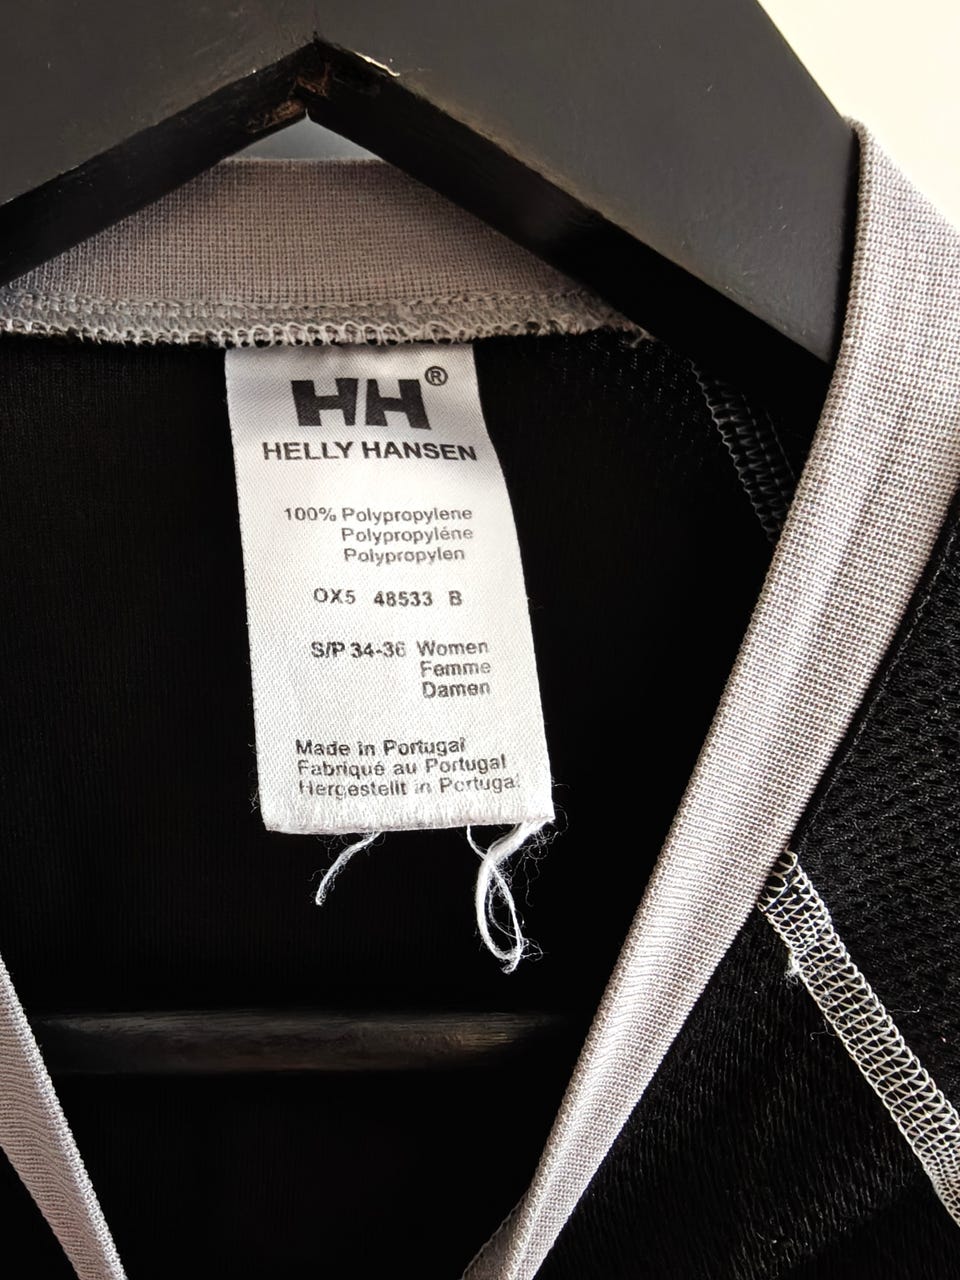 HH®
HELLY HANSEN
100% Polypropylene
Polypropyléne
Polypropylen
OX5 48533 B
S/P 34-36 Women
Femme
Damen
Made in Portugal
Fabriqué au Portugal
Hergestellt in Portugal